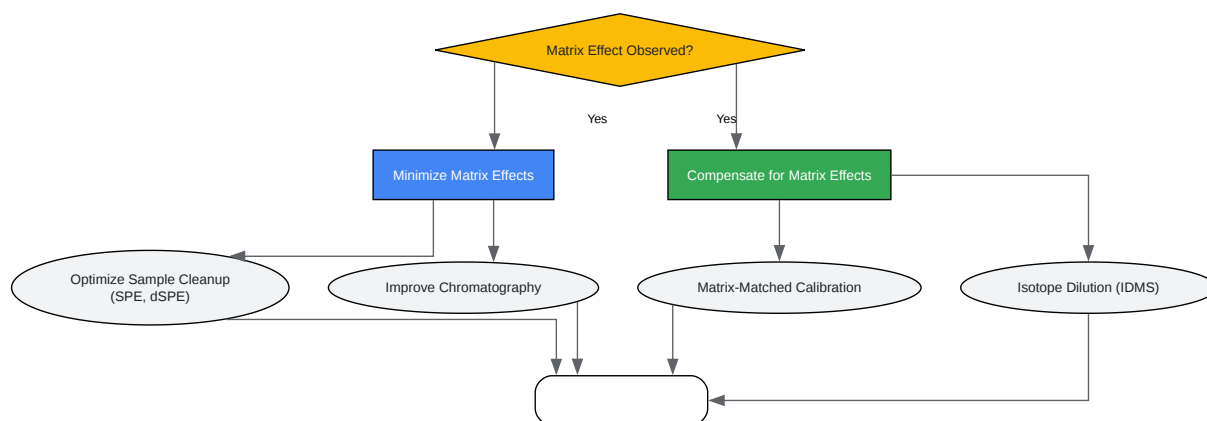 Matrix Effect Observed?
Yes
Yes
Minimize Matrix Effects
Compensate for Matrix Effects
Optimize Sample Cleanup
(SPE, dSPE)
Improve Chromatography
Matrix-Matched Calibration
Isotope Dilution (IDMS)